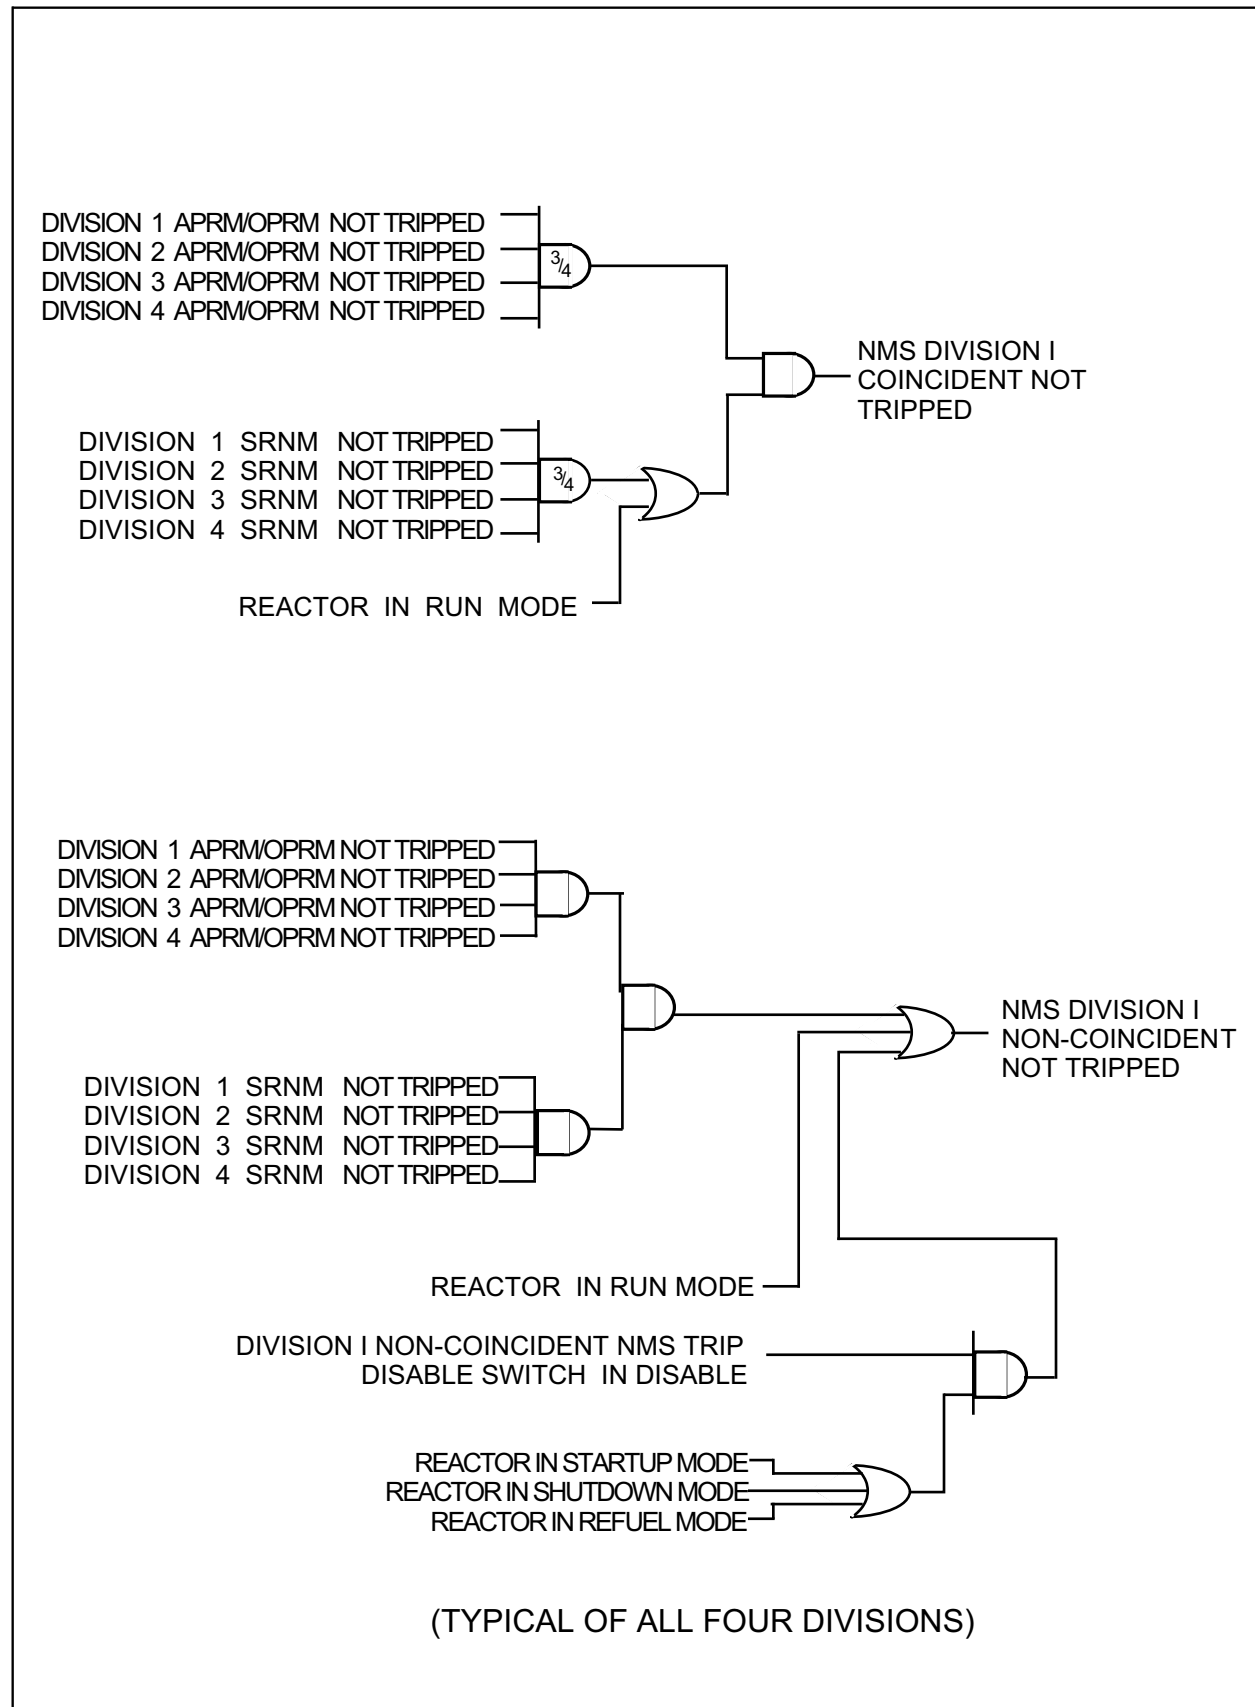 DIVISION 1 APRM/OPRM NOT TRIPPED
DIVISION 2 APRM/OPRM NOT TRIPPED
DIVISION 3 APRM/OPRM NOT TRIPPED
DIVISION 4 APRM/OPRM NOT TRIPPED
3/4
NMS DIVISION I
COINCIDENT NOT
TRIPPED
DIVISION 1 SRNM NOT TRIPPED
DIVISION 2 SRNM NOT TRIPPED
DIVISION 3 SRNM NOT TRIPPED
DIVISION 4 SRNM NOT TRIPPED
3/4
REACTOR IN RUN MODE
DIVISION 1 APRM/OPRM NOT TRIPPED
DIVISION 2 APRM/OPRM NOT TRIPPED
DIVISION 3 APRM/OPRM NOT TRIPPED
DIVISION 4 APRM/OPRM NOT TRIPPED
NMS DIVISION I
NON-COINCIDENT
NOT TRIPPED
DIVISION 1 SRNM NOT TRIPPED
DIVISION 2 SRNM NOT TRIPPED
DIVISION 3 SRNM NOT TRIPPED
DIVISION 4 SRNM NOT TRIPPED
REACTOR IN RUN MODE
DIVISION I NON-COINCIDENT NMS TRIP
DISABLE SWITCH IN DISABLE
REACTOR IN STARTUP MODE
REACTOR IN SHUTDOWN MODE
REACTOR IN REFUEL MODE
(TYPICAL OF ALL FOUR DIVISIONS)